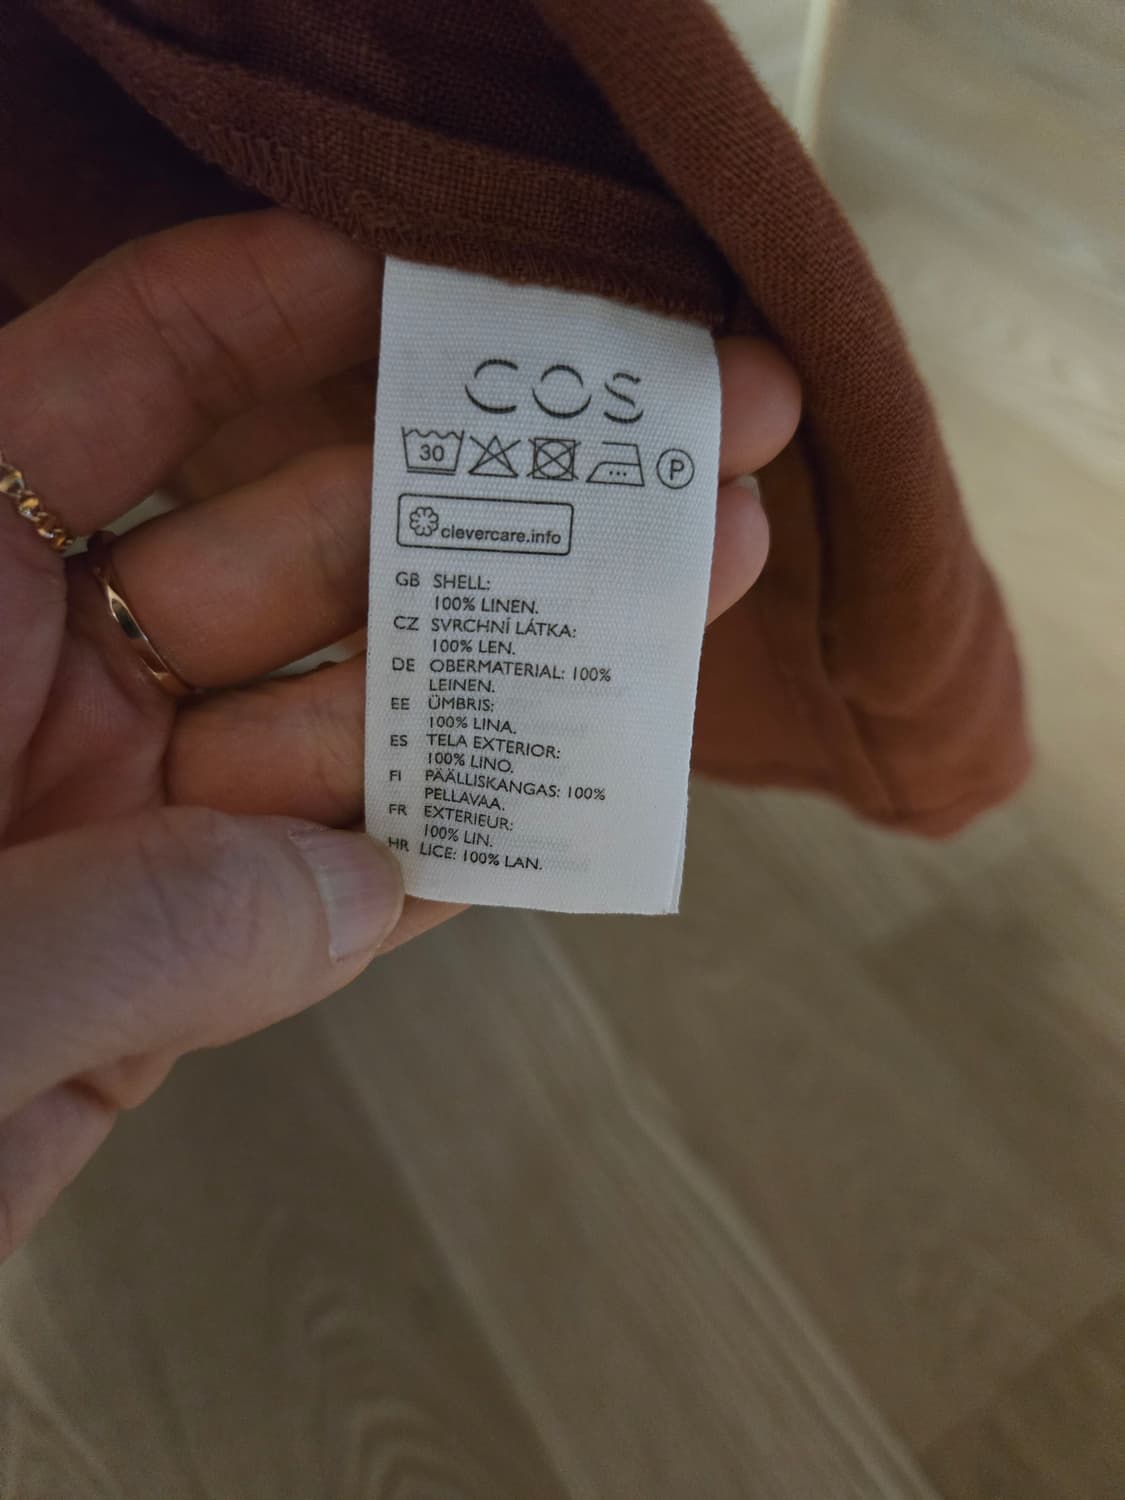 COS
30 P
clevercare.info
GB SHELL:
100% LINEN.
CZ SVRCHNÍ LÁTKA:
100% LEN.
DE OBERMATERIAL: 100%
LEINEN.
EE ÜMBRIS:
100% LINA.
ES TELA EXTERIOR:
100% LINO.
FI PÄÄLLISKANGAS: 100%
PELLAVAA.
FR EXTERIEUR:
100% LIN.
HR LICE: 100% LAN.